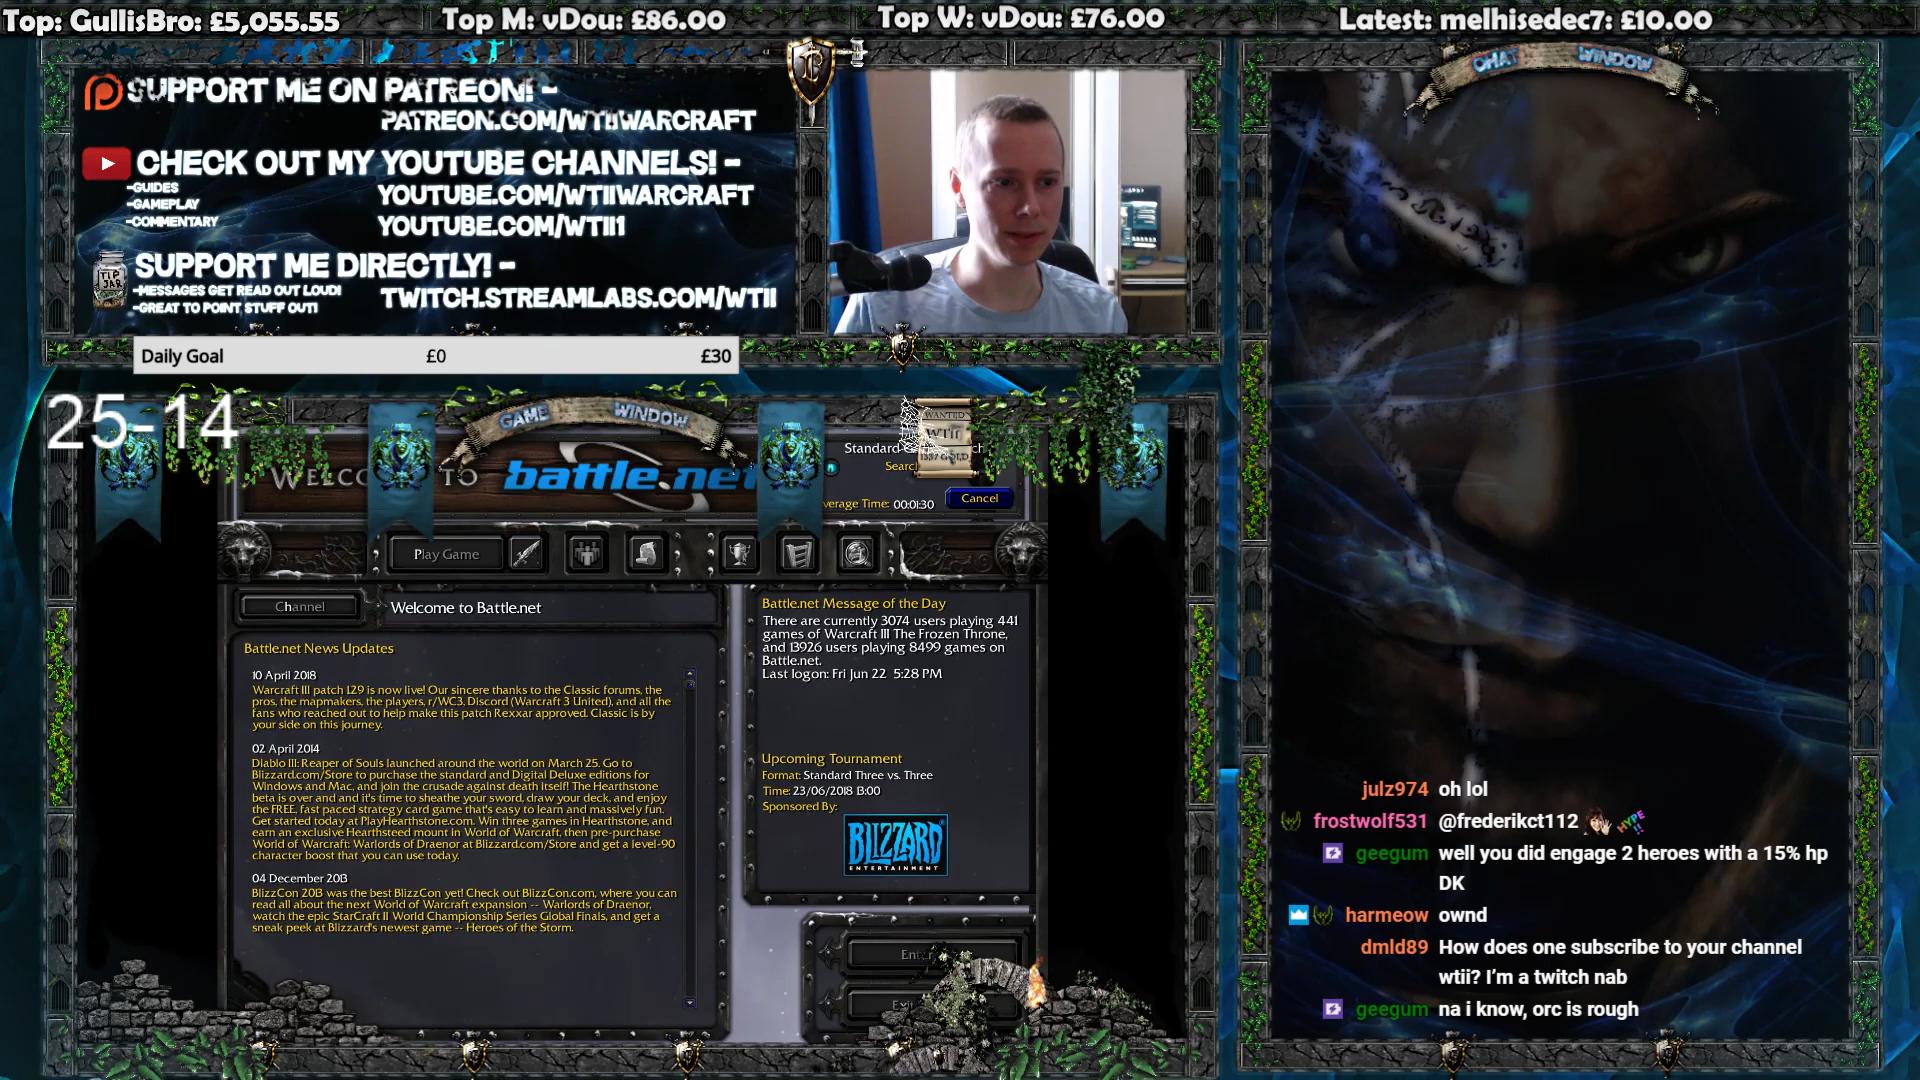 Top: GullisBro: £5,055.55
Top M: vDou: £86.00
Top W: vDou: £76.00
Latest: melhisedec7: £10.00
SUPPORT ME ON PATREON! -
PATREON.COM/WTIIWARCRAFT
CHECK OUT MY YOUTUBE CHANNELS! -
-GUIDES
-GAMEPLAY
-COMMENTARY
YOUTUBE.COM/WTIIWARCRAFT
YOUTUBE.COM/WTII1
TIP JAR
SUPPORT ME DIRECTLY! -
-MESSAGES GET READ OUT LOUD!
-GREAT TO POINT STUFF OUT!
TWITCH.STREAMLABS.COM/WTII
Daily Goal £0 £30
25-14
GAME WINDOW
WANTED
WTII
1337 GOLD
Standard
Searc
WELCO TO battle.ne
verage Time: 00:01:30
Cancel
Play Game
Channel
Welcome to Battle.net
Battle.net News Updates
10 April 2018
Warcraft III patch 1.29 is now live! Our sincere thanks to the Classic forums, the
pros, the mapmakers, the players, r/WC3, Discord (Warcraft 3 United), and all the
fans who reached out to help make this patch Rexxar approved. Classic is by
your side on this journey.
02 April 2014
Diablo III: Reaper of Souls launched around the world on March 25. Go to
Blizzard.com/Store to purchase the standard and Digital Deluxe editions for
Windows and Mac, and join the crusade against death itself! The Hearthstone
beta is over and and it's time to sheathe your sword, draw your deck, and enjoy
the FREE, fast paced strategy card game that's easy to learn and massively fun.
Get started today at PlayHearthstone.com. Win three games in Hearthstone, and
earn an exclusive Hearthsteed mount in World of Warcraft, then pre-purchase
World of Warcraft: Warlords of Draenor at Blizzard.com/Store and get a level-90
character boost that you can use today.
04 December 2013
BlizzCon 2013 was the best BlizzCon yet! Check out BlizzCon.com, where you can
read all about the next World of Warcraft expansion -- Warlords of Draenor,
watch the epic StarCraft II World Championship Series Global Finals, and get a
sneak peek at Blizzard's newest game -- Heroes of the Storm.
Battle.net Message of the Day
There are currently 3074 users playing 441
games of Warcraft III The Frozen Throne,
and 13926 users playing 8499 games on
Battle.net.
Last logon: Fri Jun 22 5:28 PM
Upcoming Tournament
Format: Standard Three vs. Three
Time: 23/06/2018 13:00
Sponsored By:
BLIZZARD
ENTERTAINMENT
Enter
Exit
CHAT WINDOW
julz974 oh lol
frostwolf531 @frederikct112 HYPE!!
geegum well you did engage 2 heroes with a 15% hp
DK
harmeow ownd
dmld89 How does one subscribe to your channel
wtii? I'm a twitch nab
geegum na i know, orc is rough